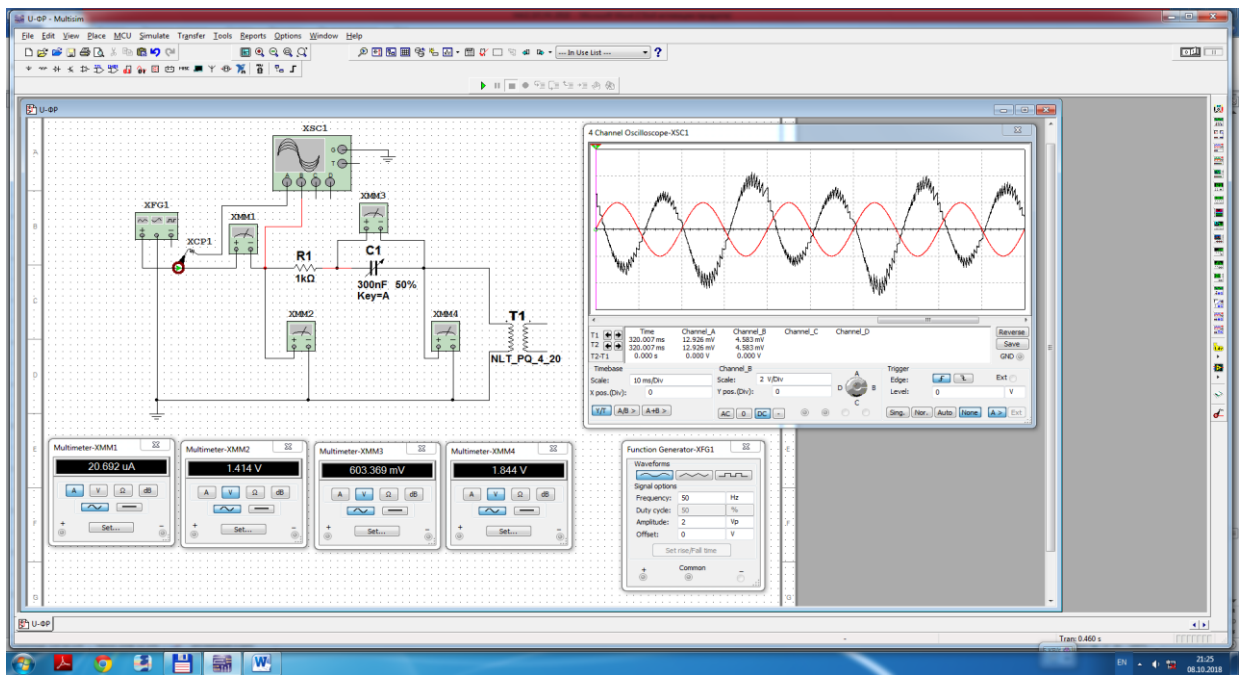 U-ФР - Multisim
File Edit View Place MCU Simulate Transfer Tools Reports Options Window Help
--- In Use List ---
U-ФР
XSC1
G
T
A B C D
XFG1
XMM1
XMM3
XCP1
R1
1kΩ
C1
300nF 50%
Key=A
XMM2
XMM4
T1
NLT_PQ_4_20
4 Channel Oscilloscope-XSC1
Time Channel_A Channel_B Channel_C Channel_D
T1 320.007 ms 12.926 mV 4.583 mV
T2 320.007 ms 12.926 mV 4.583 mV
T2-T1 0.000 s 0.000 V 0.000 V
Reverse
Save
GND
Timebase
Scale: 10 ms/Div
X pos.(Div): 0
Y/T A/B > A+B >
Channel_B
Scale: 2 V/Div
Y pos.(Div): 0
AC 0 DC -
A
D B
C
Trigger
Edge: Ext
Level: 0 V
Sing. Nor. Auto None A > Ext
Multimeter-XMM1
20.692 uA
A V Ω dB
Set...
Multimeter-XMM2
1.414 V
A V Ω dB
Set...
Multimeter-XMM3
603.369 mV
A V Ω dB
Set...
Multimeter-XMM4
1.844 V
A V Ω dB
Set...
Function Generator-XFG1
Waveforms
Signal options
Frequency: 50 Hz
Duty cycle: 50 %
Amplitude: 2 Vp
Offset: 0 V
Set rise/Fall time
+ Common -
U-ФР
Tran: 0.460 s
EN
21:25
08.10.2018